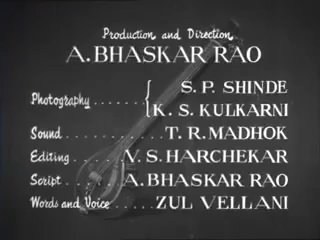 Production and Direction
A. BHASKAR RAO
Photography ...... { S. P. SHINDE
K. S. KULKARNI
Sound ........... T. R. MADHOK
Editing ....... V. S. HARCHEKAR
Script ...... A. BHASKAR RAO
Words and Voice ..... ZUL VELLANI